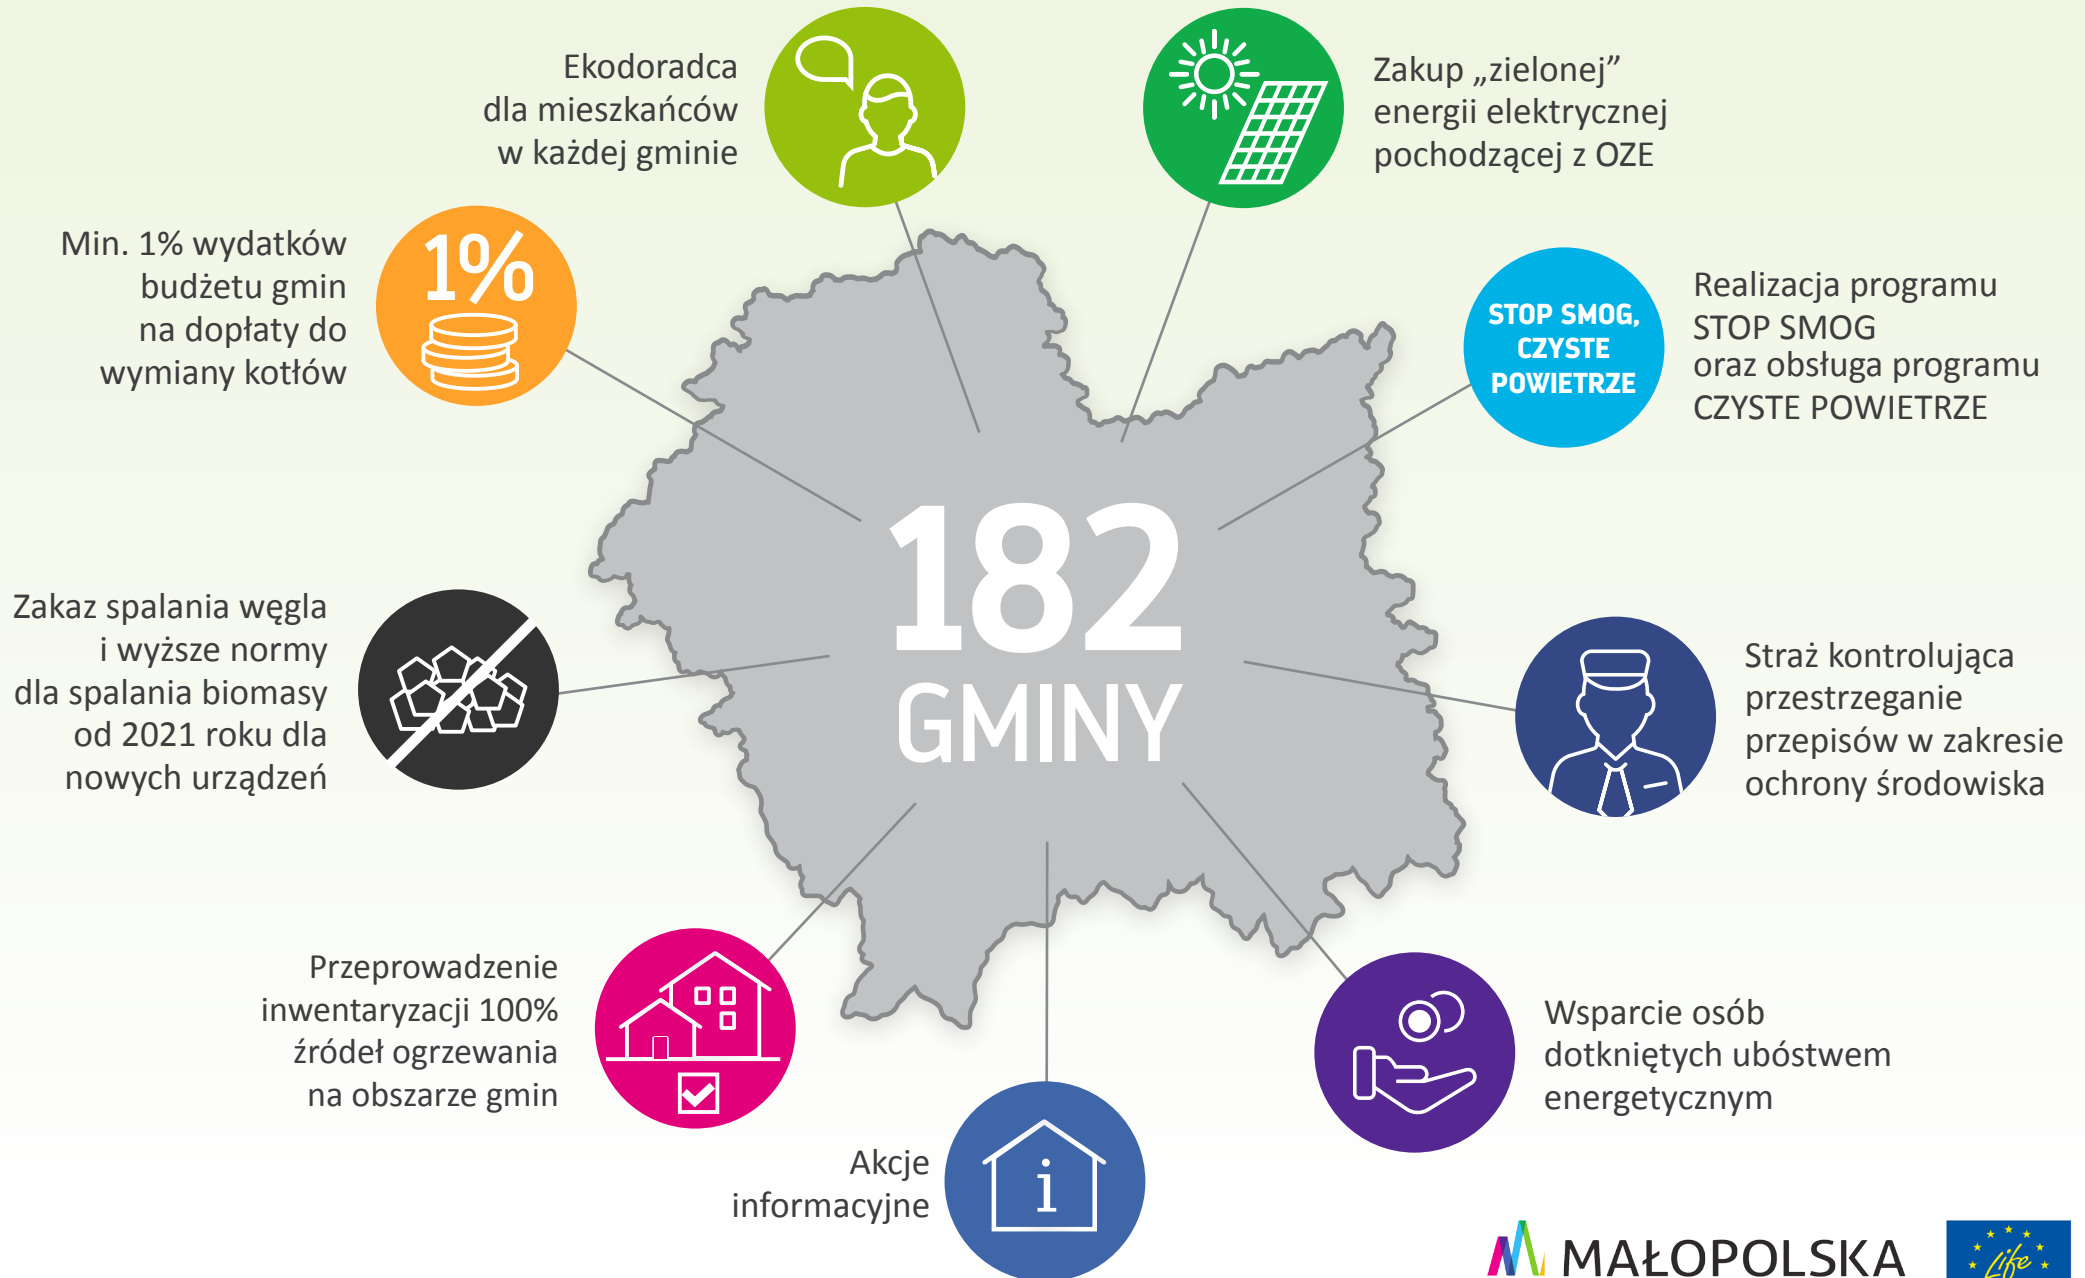 Ekodoradca
dla mieszkańców
w każdej gminie
Zakup „zielonej”
energii elektrycznej
pochodzącej z OZE
Min. 1% wydatków
budżetu gmin
na dopłaty do
wymiany kotłów
1%
STOP SMOG,
CZYSTE
POWIETRZE
Realizacja programu
STOP SMOG
oraz obsługa programu
CZYSTE POWIETRZE
182
GMINY
Zakaz spalania węgla
i wyższe normy
dla spalania biomasy
od 2021 roku dla
nowych urządzeń
Straż kontrolująca
przestrzeganie
przepisów w zakresie
ochrony środowiska
Przeprowadzenie
inwentaryzacji 100%
źródeł ogrzewania
na obszarze gmin
Wsparcie osób
dotkniętych ubóstwem
energetycznym
Akcje
informacyjne
i
MAŁOPOLSKA
Life